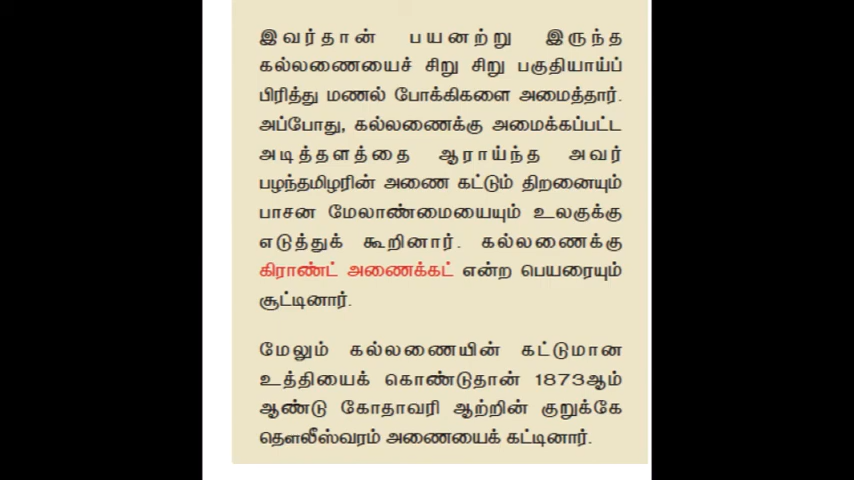 இவர்தான் பயனற்று இருந்த
கல்லணையைச் சிறு சிறு பகுதியாய்ப்
பிரித்து மணல் போக்கிகளை அமைத்தார்.
அப்போது, கல்லணைக்கு அமைக்கப்பட்ட
அடித்தளத்தை ஆராய்ந்த அவர்
பழந்தமிழரின் அணை கட்டும் திறனையும்
பாசன மேலாண்மையையும் உலகுக்கு
எடுத்துக் கூறினார். கல்லணைக்கு
கிராண்ட் அணைக்கட் என்ற பெயரையும்
சூட்டினார்.
மேலும் கல்லணையின் கட்டுமான
உத்தியைக் கொண்டுதான் 1873ஆம்
ஆண்டு கோதாவரி ஆற்றின் குறுக்கே
தௌலீஸ்வரம் அணையைக் கட்டினார்.